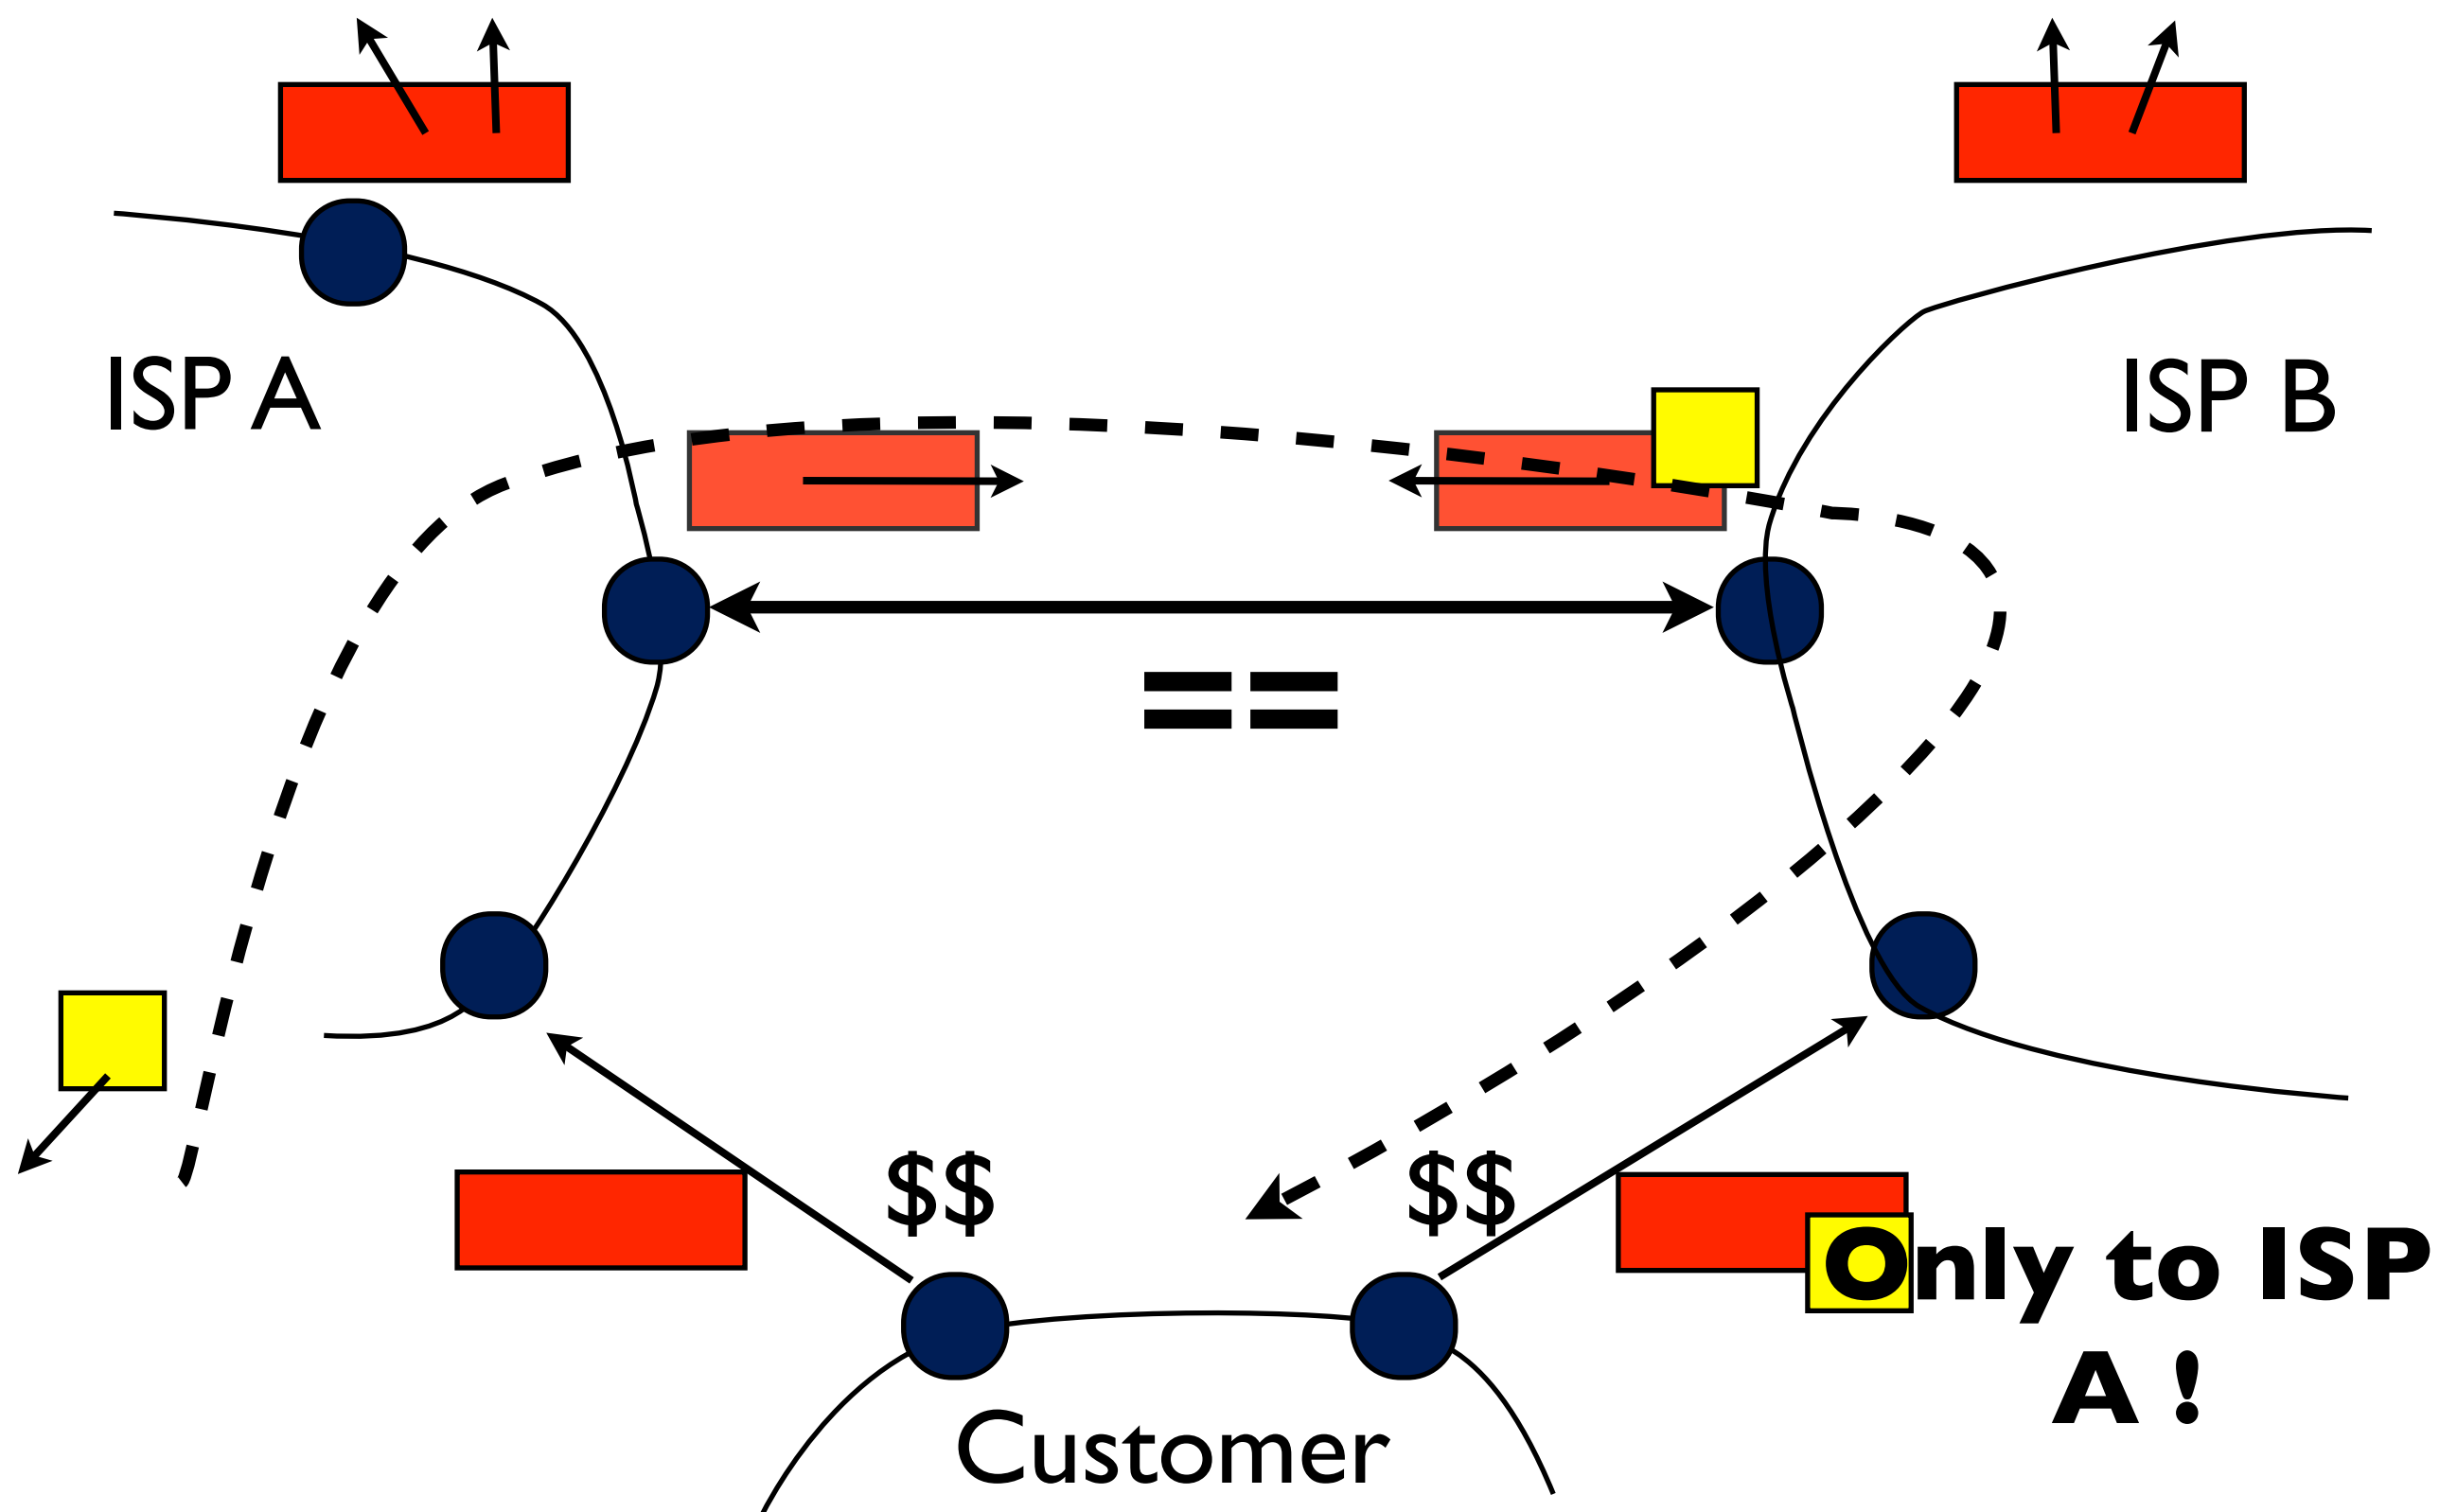 ISP A
ISP B
==
$$
$$
Only to ISP
A !
Customer